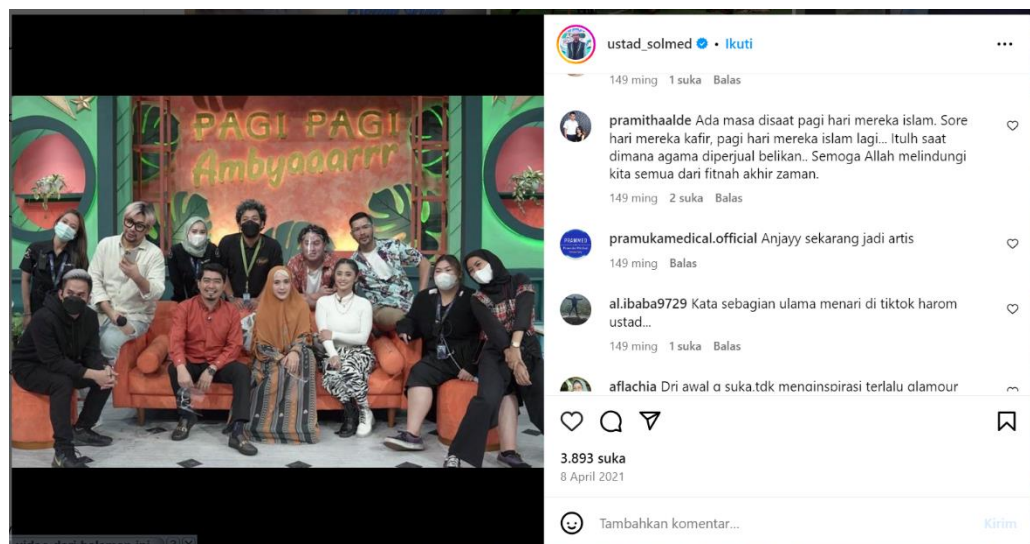 PAGI PAGI
Ambyaaarrr
ustad_solmed • Ikuti
149 ming 1 suka Balas
pramithaalde Ada masa disaat pagi hari mereka islam. Sore
hari mereka kafir, pagi hari mereka islam lagi... Itulh saat
dimana agama diperjual belikan.. Semoga Allah melindungi
kita semua dari fitnah akhir zaman.
149 ming 2 suka Balas
pramukamedical.official Anjayy sekarang jadi artis
149 ming Balas
al.ibaba9729 Kata sebagian ulama menari di tiktok harom
ustad...
149 ming 1 suka Balas
aflachia Dri awal g suka.tdk menginspirasi terlalu glamour
3.893 suka
8 April 2021
Tambahkan komentar...
Kirim